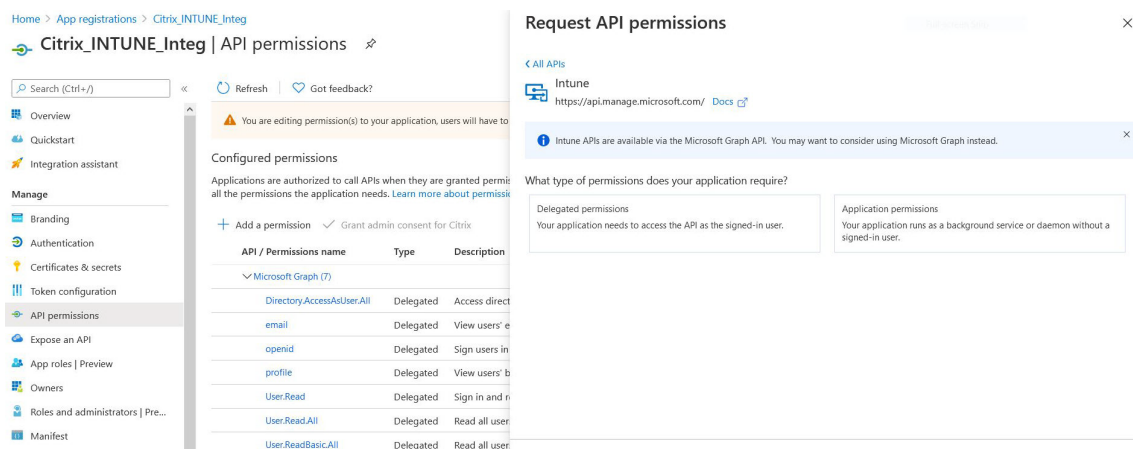 Home > App registrations > Citrix_INTUNE_Integ
Citrix_INTUNE_Integ | API permissions
Search (Ctrl+/)
«
Overview
Quickstart
Integration assistant
Manage
Branding
Authentication
Certificates & secrets
Token configuration
API permissions
Expose an API
App roles | Preview
Owners
Roles and administrators | Pre...
Manifest
Refresh
Got feedback?
You are editing permission(s) to your application, users will have to
Configured permissions
Applications are authorized to call APIs when they are granted permis
all the permissions the application needs. Learn more about permissio
Add a permission
Grant admin consent for Citrix
API / Permissions name Type Description
Microsoft Graph (7)
Directory.AccessAsUser.All Delegated Access direct
email Delegated View users' e
openid Delegated Sign users in
profile Delegated View users' b
User.Read Delegated Sign in and r
User.Read.All Delegated Read all user
User.ReadBasic.All Delegated Read all user
Request API permissions
All APIs
Intune
https://api.manage.microsoft.com/ Docs
Intune APIs are available via the Microsoft Graph API. You may want to consider using Microsoft Graph instead.
What type of permissions does your application require?
Delegated permissions
Your application needs to access the API as the signed-in user.
Application permissions
Your application runs as a background service or daemon without a
signed-in user.